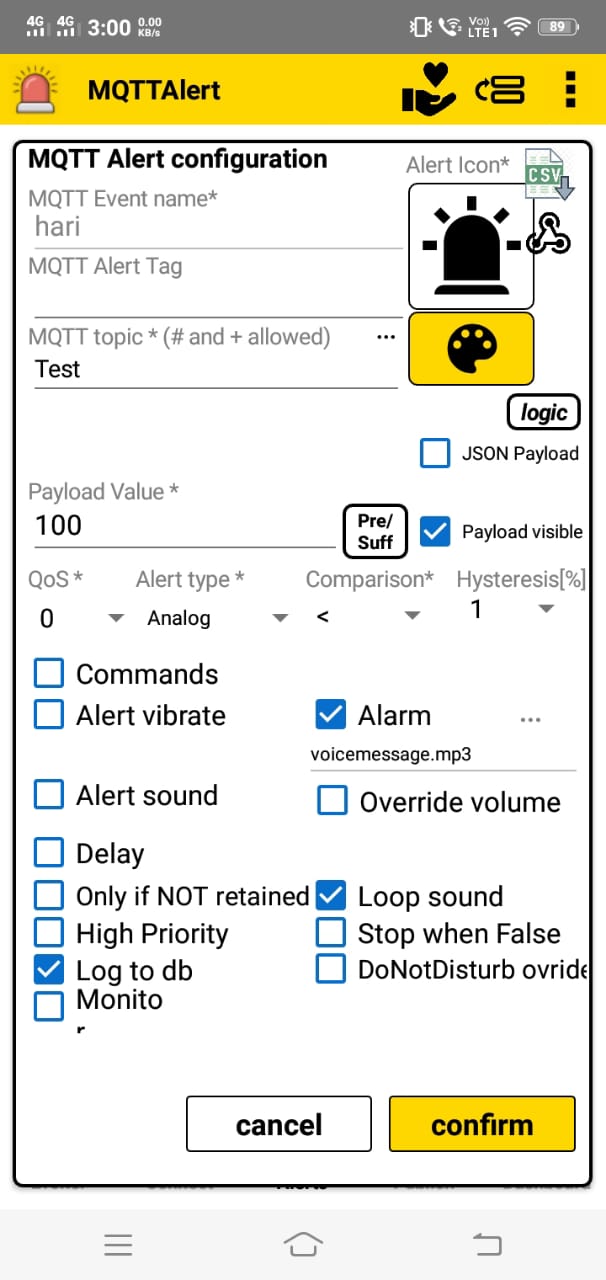 4G 4G 3:00 0.00 KB/s Vo)) LTE1 89
MQTTAlert
MQTT Alert configuration
Alert Icon*
CSV
MQTT Event name*
hari
MQTT Alert Tag
MQTT topic * (# and + allowed) ...
Test
logic
JSON Payload
Payload Value *
100
Pre/
Suff
Payload visible
QoS * Alert type * Comparison* Hysteresis[%]
0 Analog < 1
Commands
Alert vibrate Alarm ...
voicemessage.mp3
Alert sound Override volume
Delay
Only if NOT retained Loop sound
High Priority Stop when False
Log to db DoNotDisturb ovride
Monito
r
cancel confirm